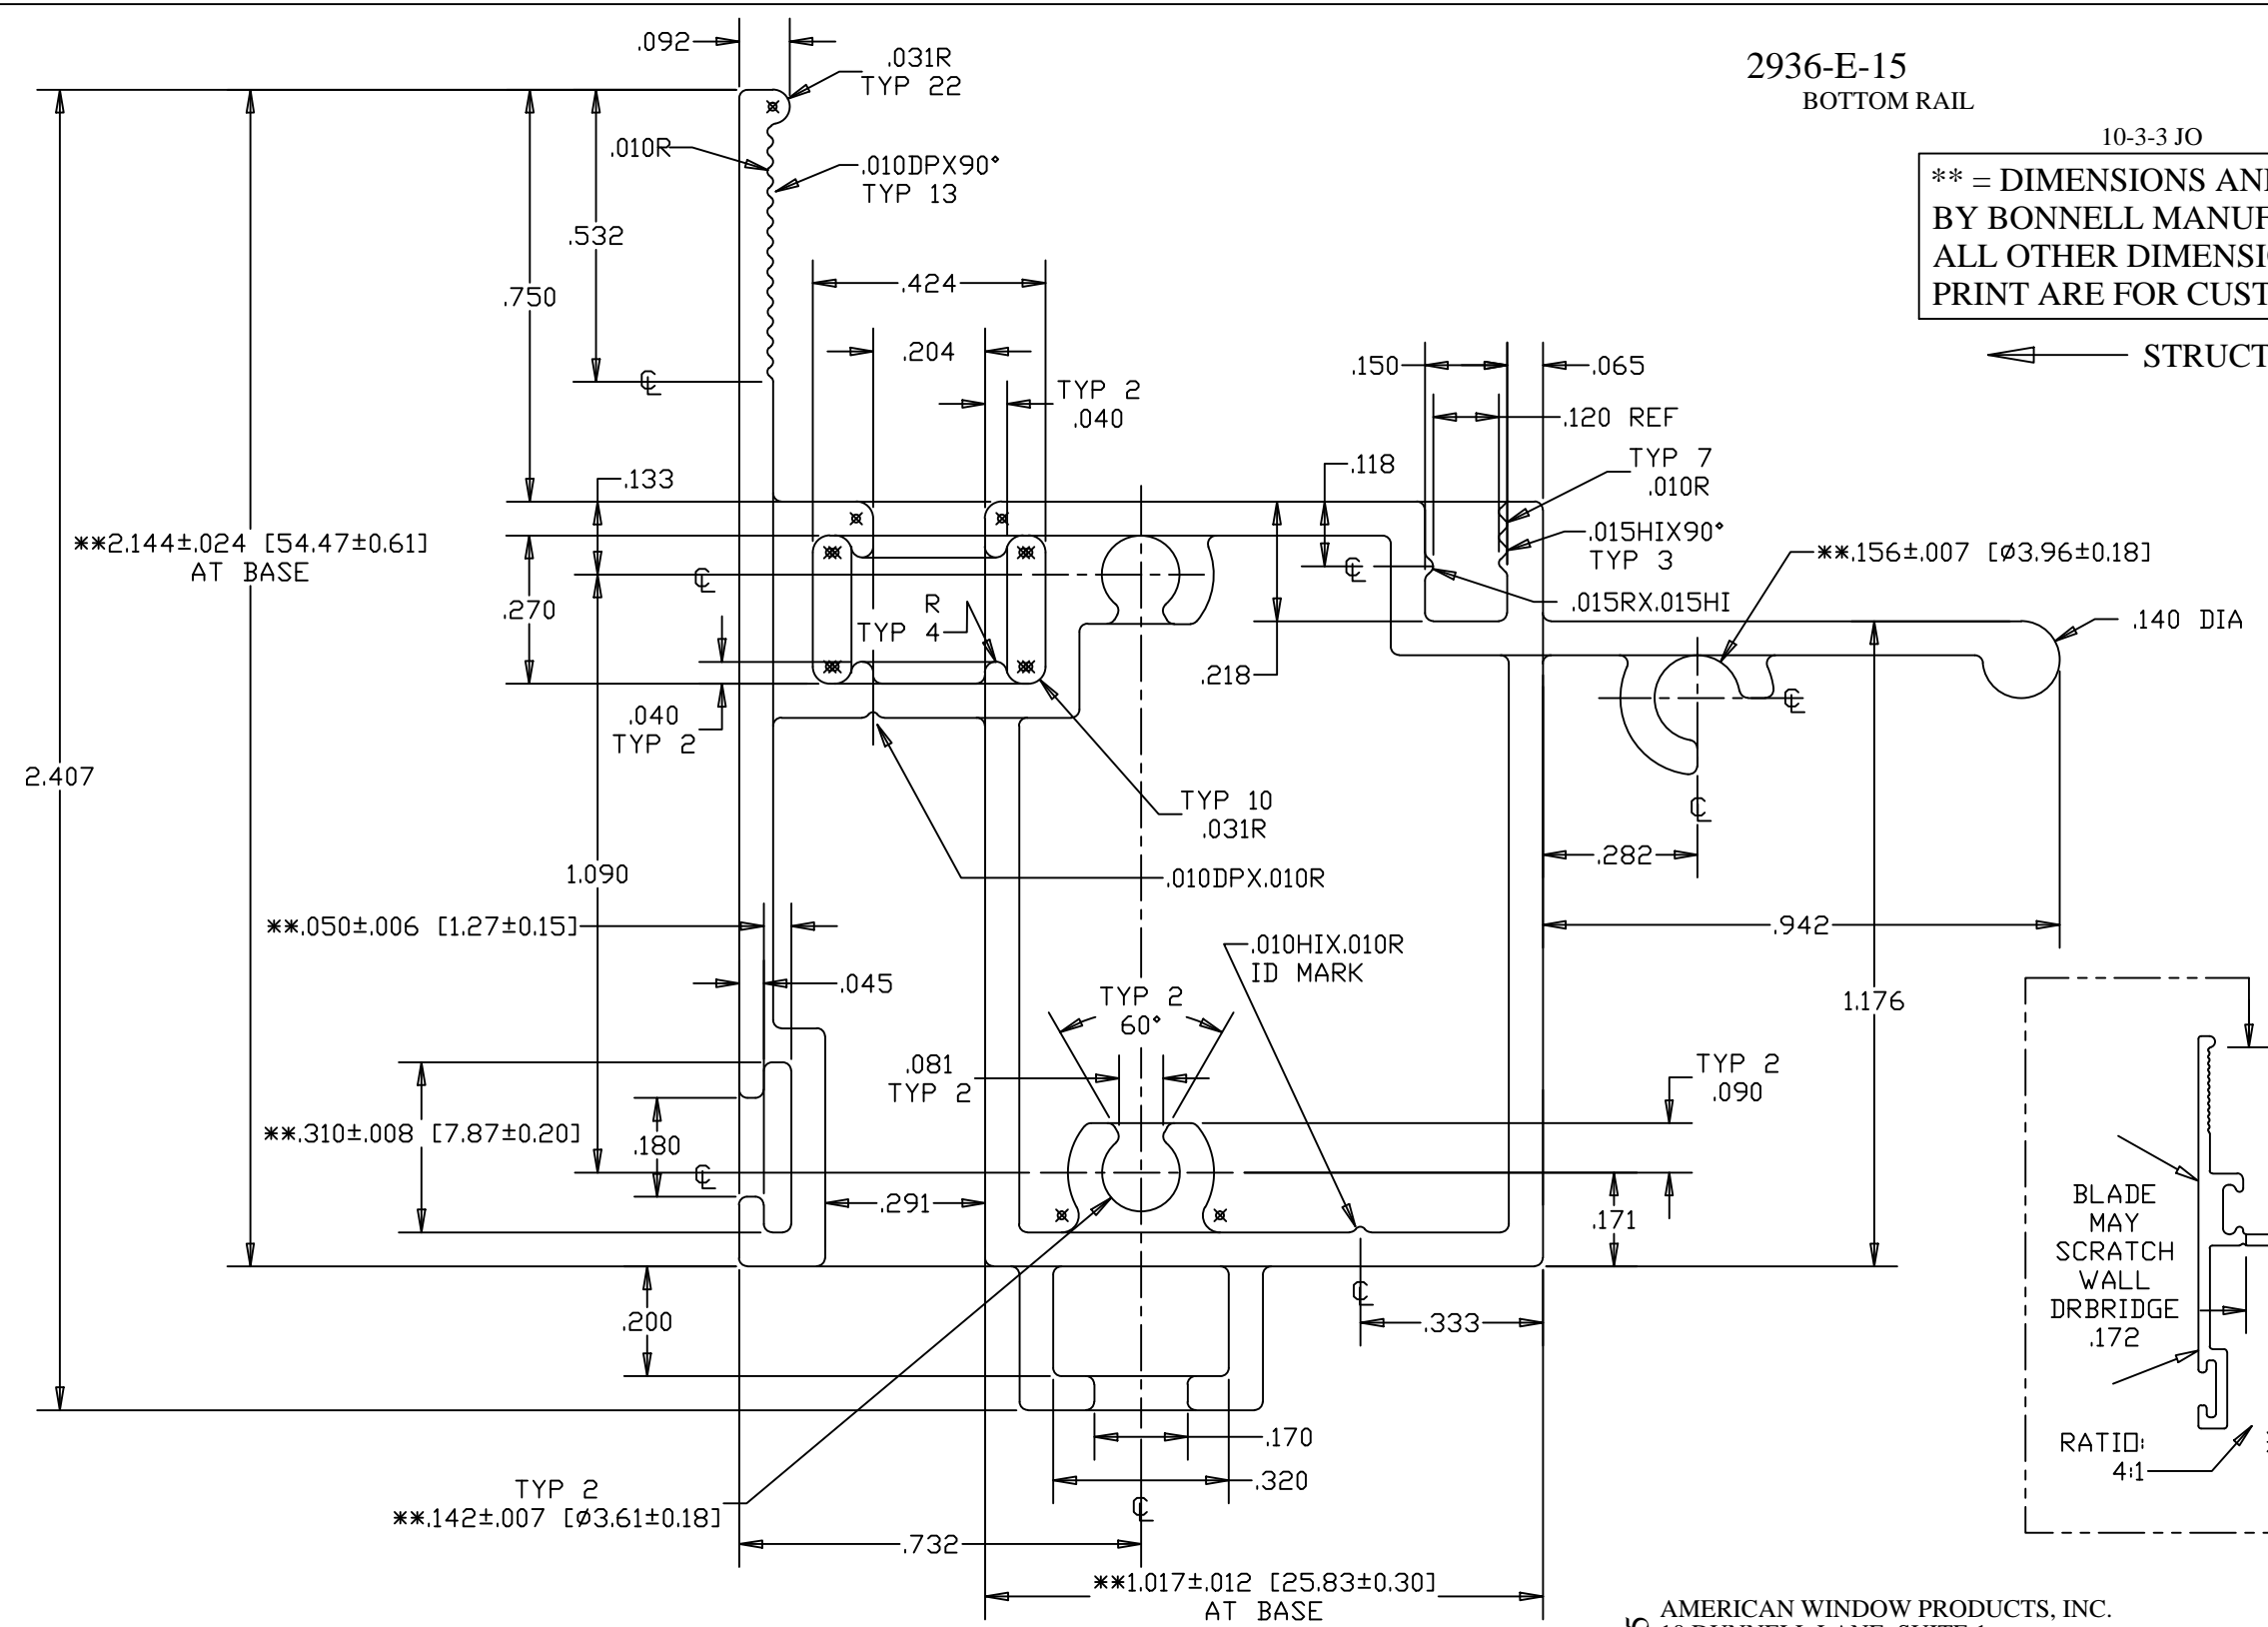 2936-E-15
BOTTOM RAIL
10-3-3 JO
** = DIMENSIONS AN
BY BONNELL MANUF
ALL OTHER DIMENSI
PRINT ARE FOR CUST
STRUCT
.092
.031R
TYP 22
.010R
.010DPX90°
TYP 13
.532
.750
.424
.204
TYP 2
.040
.150
.065
.120 REF
.118
TYP 7
.010R
.133
.015HIX90°
TYP 3
**.156±.007 [Ø3.96±0.18]
**2.144±.024 [54.47±0.61]
AT BASE
.270
R
TYP 4
.015RX.015HI
.140 DIA
.218
.040
TYP 2
2.407
TYP 10
.031R
1.090
.010DPX.010R
.282
**.050±.006 [1.27±0.15]
.942
.010HIX.010R
ID MARK
.045
TYP 2
60°
1.176
.081
TYP 2
TYP 2
.090
**.310±.008 [7.87±0.20]
.180
.291
.171
BLADE
MAY
SCRATCH
WALL
DRBRIDGE
.172
.200
.333
.170
RATIO:
4:1
.320
TYP 2
**.142±.007 [Ø3.61±0.18]
.732
**1.017±.012 [25.83±0.30]
AT BASE
AMERICAN WINDOW PRODUCTS, INC.